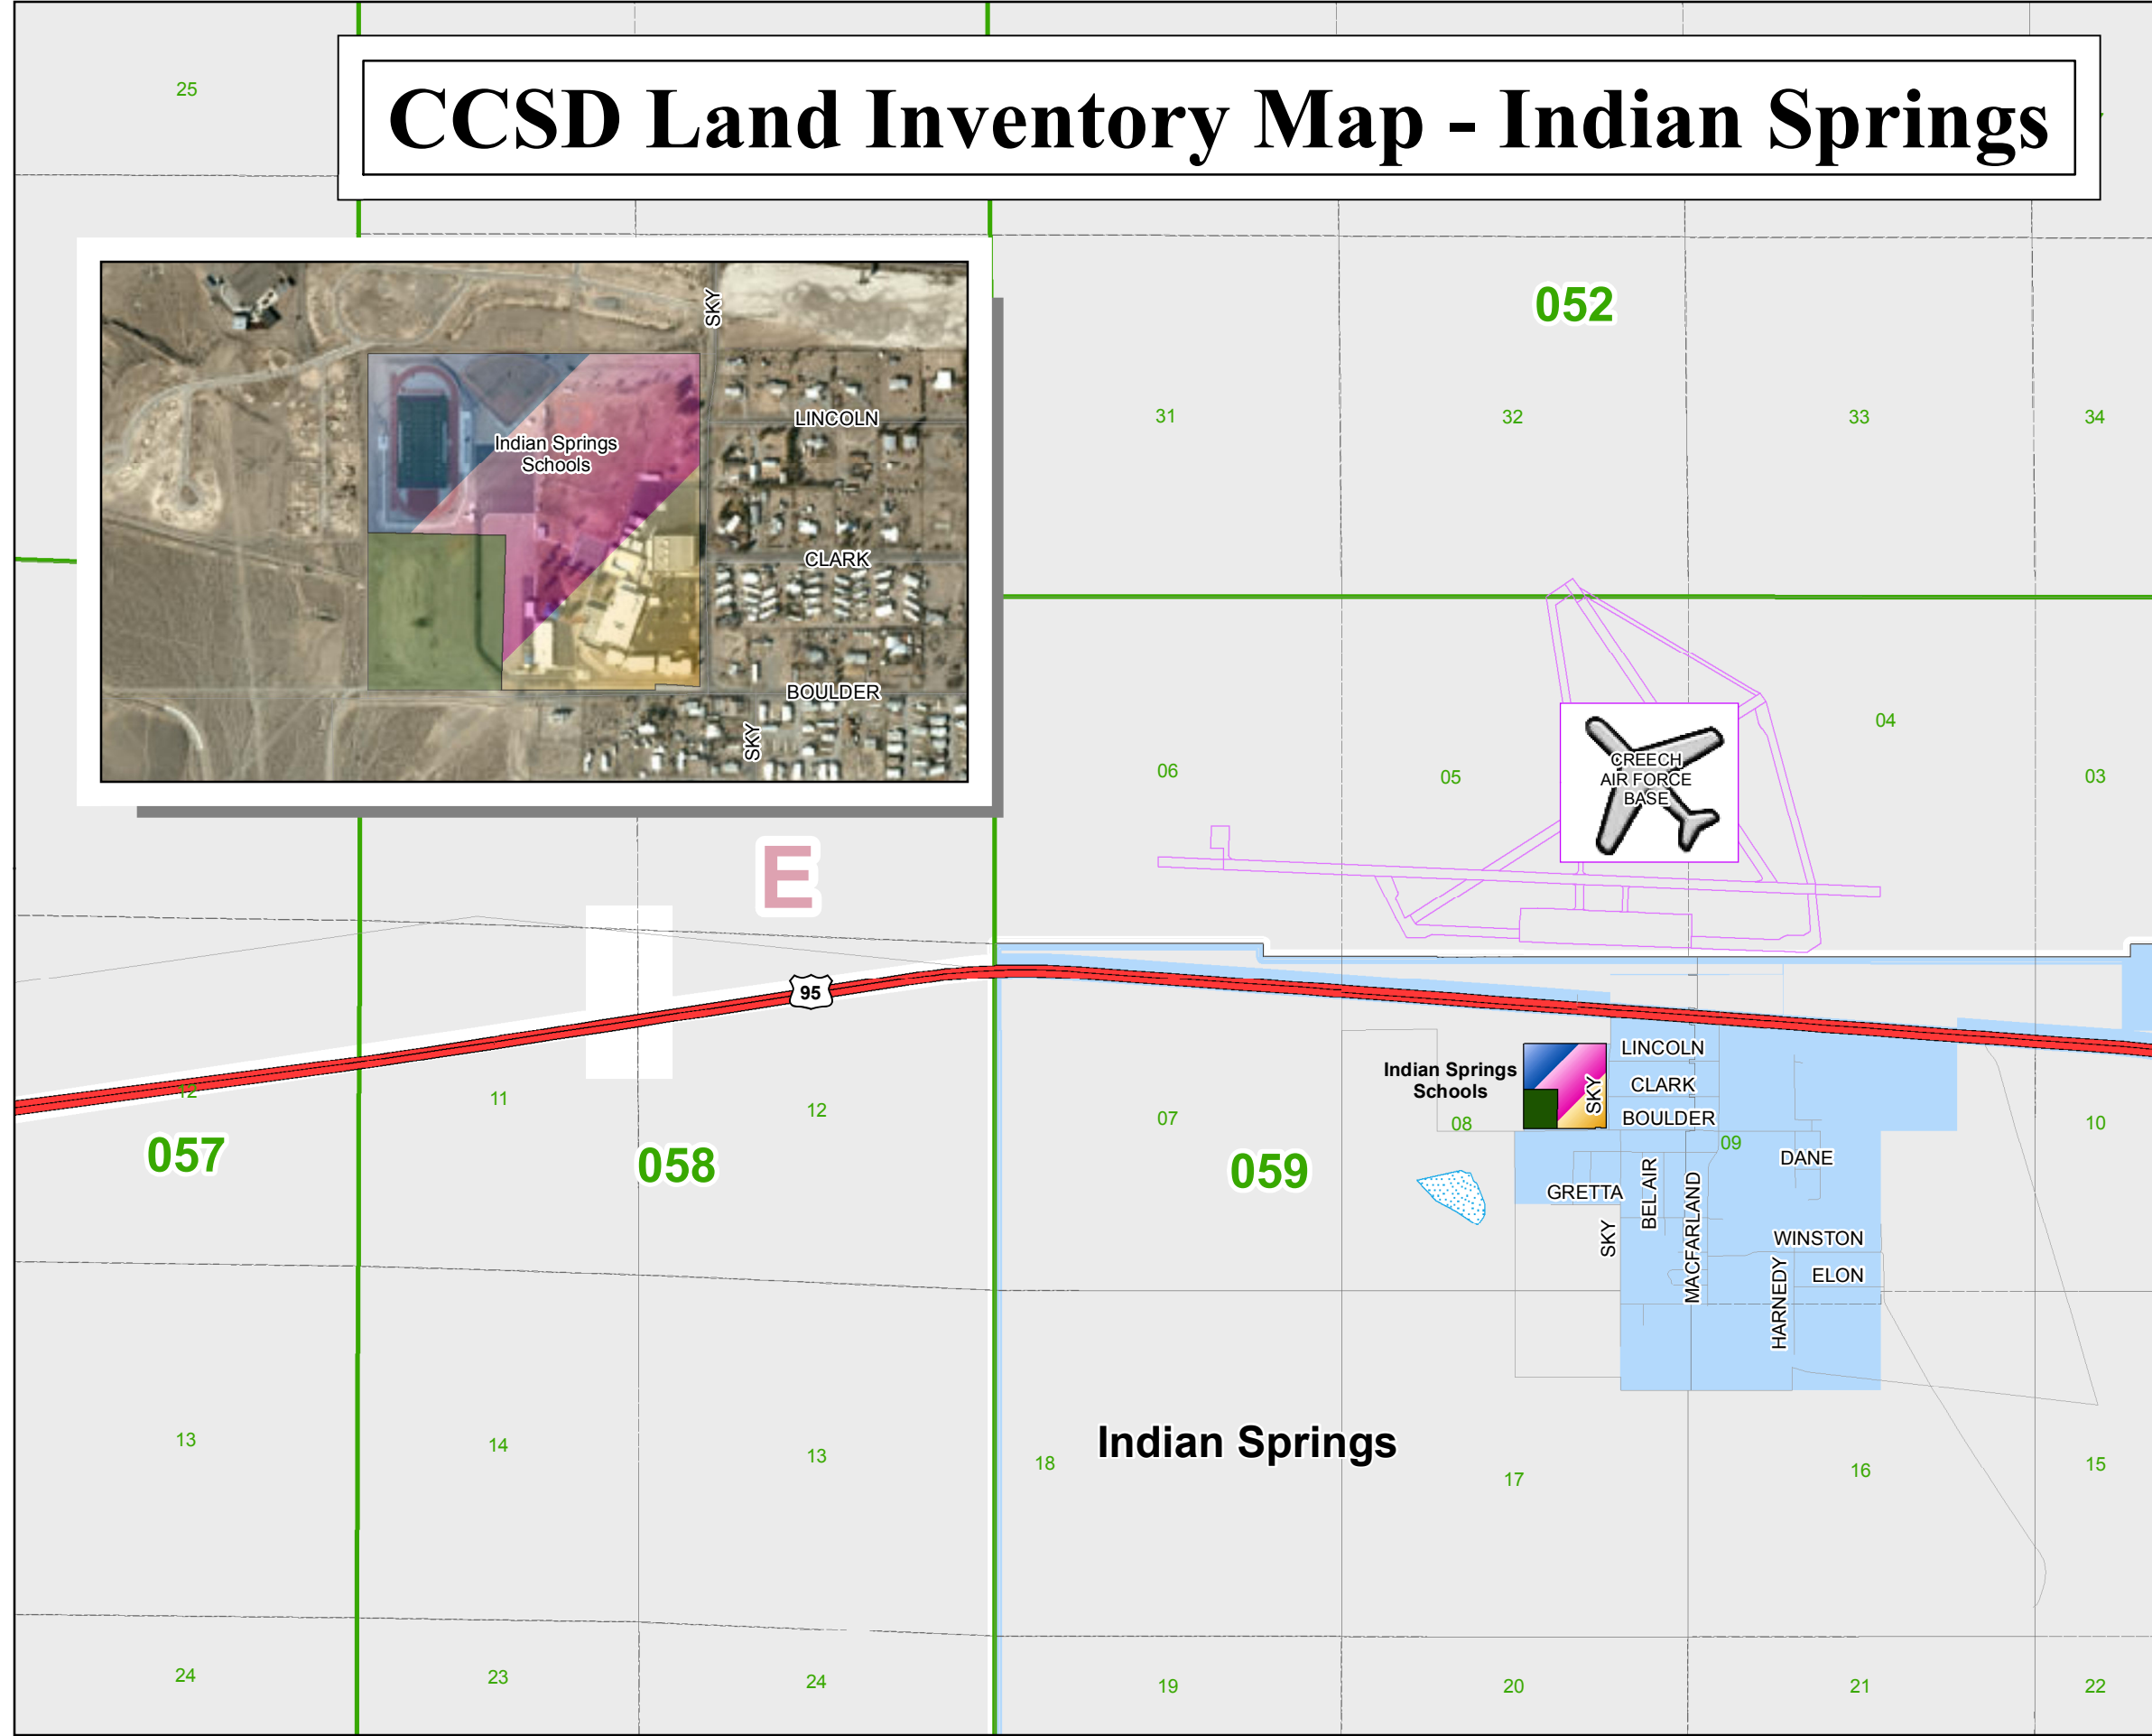 CCSD Land Inventory Map - Indian Springs
25
052
SKY
LINCOLN
Indian Springs
Schools
CLARK
BOULDER
SKY
31
32
33
34
06
05
04
03
CREECH
AIR FORCE
BASE
E
95
12
11
12
07
08
09
10
057
058
059
Indian Springs
Schools
SKY
LINCOLN
CLARK
BOULDER
DANE
GRETTA
BEL AIR
MACFARLAND
SKY
WINSTON
ELON
HARNEDY
Indian Springs
13
14
13
18
17
16
15
24
23
24
19
20
21
22